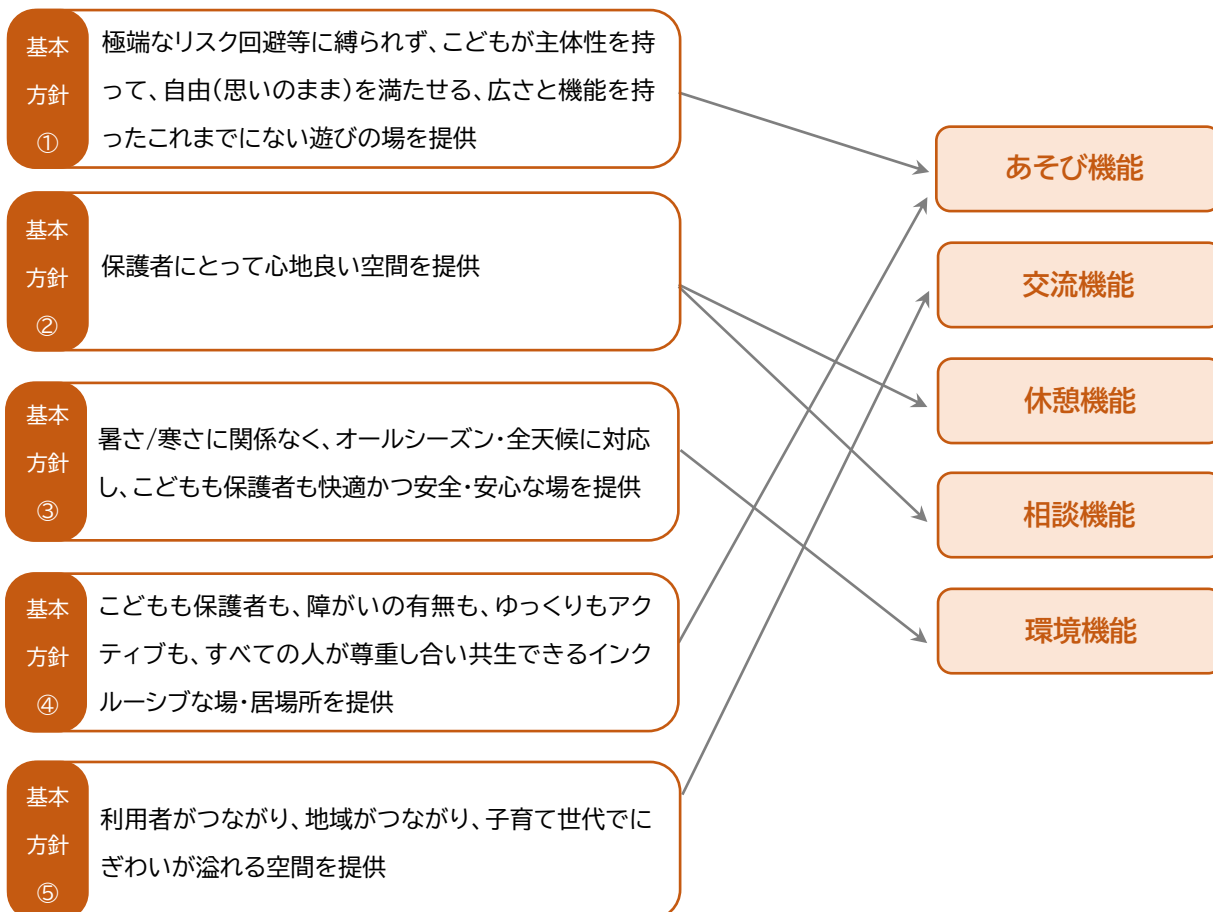 基本
方針
①
極端なリスク回避等に縛られず、こどもが主体性を持
って、自由(思いのまま)を満たせる、広さと機能を持
ったこれまでにない遊びの場を提供
基本
方針
②
保護者にとって心地良い空間を提供
基本
方針
③
暑さ/寒さに関係なく、オールシーズン・全天候に対応
し、こどもも保護者も快適かつ安全・安心な場を提供
基本
方針
④
こどもも保護者も、障がいの有無も、ゆっくりもアク
ティブも、すべての人が尊重し合い共生できるインク
ルーシブな場・居場所を提供
基本
方針
⑤
利用者がつながり、地域がつながり、子育て世代でに
ぎわいが溢れる空間を提供
あそび機能
交流機能
休憩機能
相談機能
環境機能